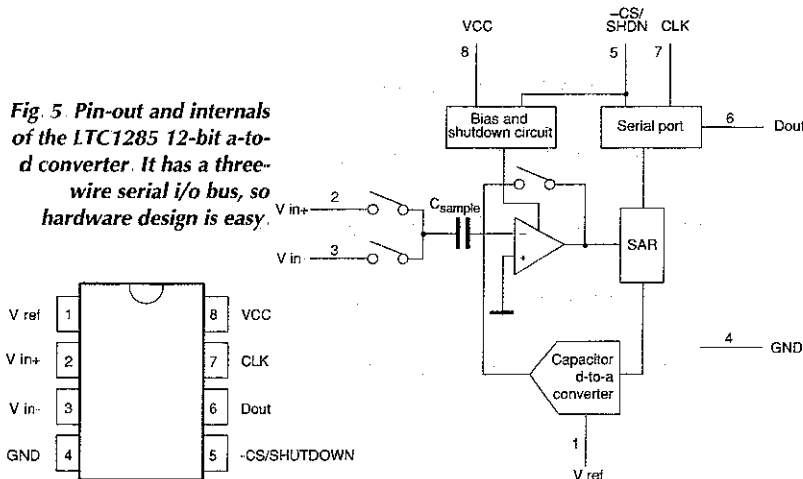 Fig. 5. Pin-out and internals
of the LTC1285 12-bit a-to-
d converter. It has a three-
wire serial i/o bus, so
hardware design is easy.
VCC
8
-CS/
SHDN
5
CLK
7
Bias and
shutdown circuit
Serial port
6
Dout
V in+
2
V in
3
Csample
−
+
SAR
4
GND
Capacitor
d-to-a
converter
1
V ref
V ref 1
8 VCC
V in+ 2
7 CLK
V in- 3
6 Dout
GND 4
5 -CS/SHUTDOWN